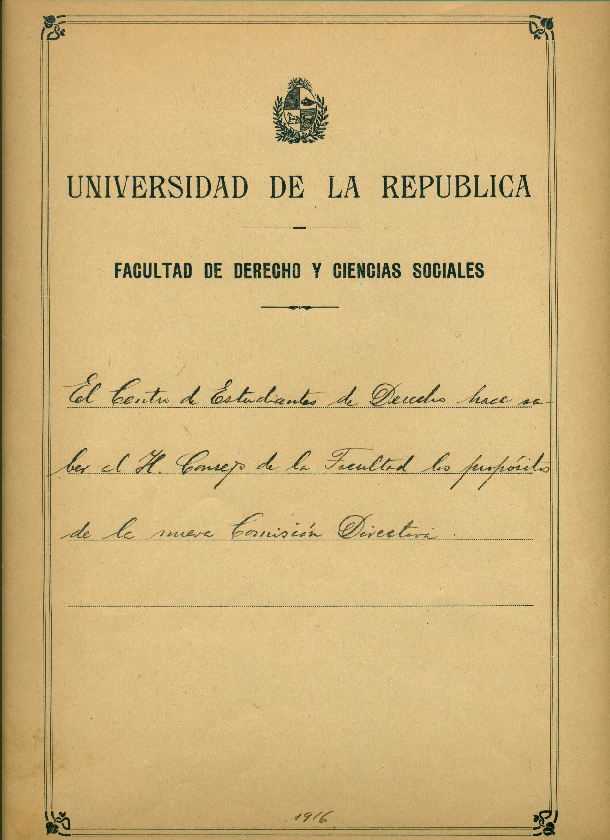 UNIVERSIDAD DE LA REPUBLICA
FACULTAD DE DERECHO Y CIENCIAS SOCIALES
El Centro de Estudiantes de Derecho hace sa-
ber al H. Consejo de la Facultad los propósitos
de la nueva Comisión Directiva.
1916